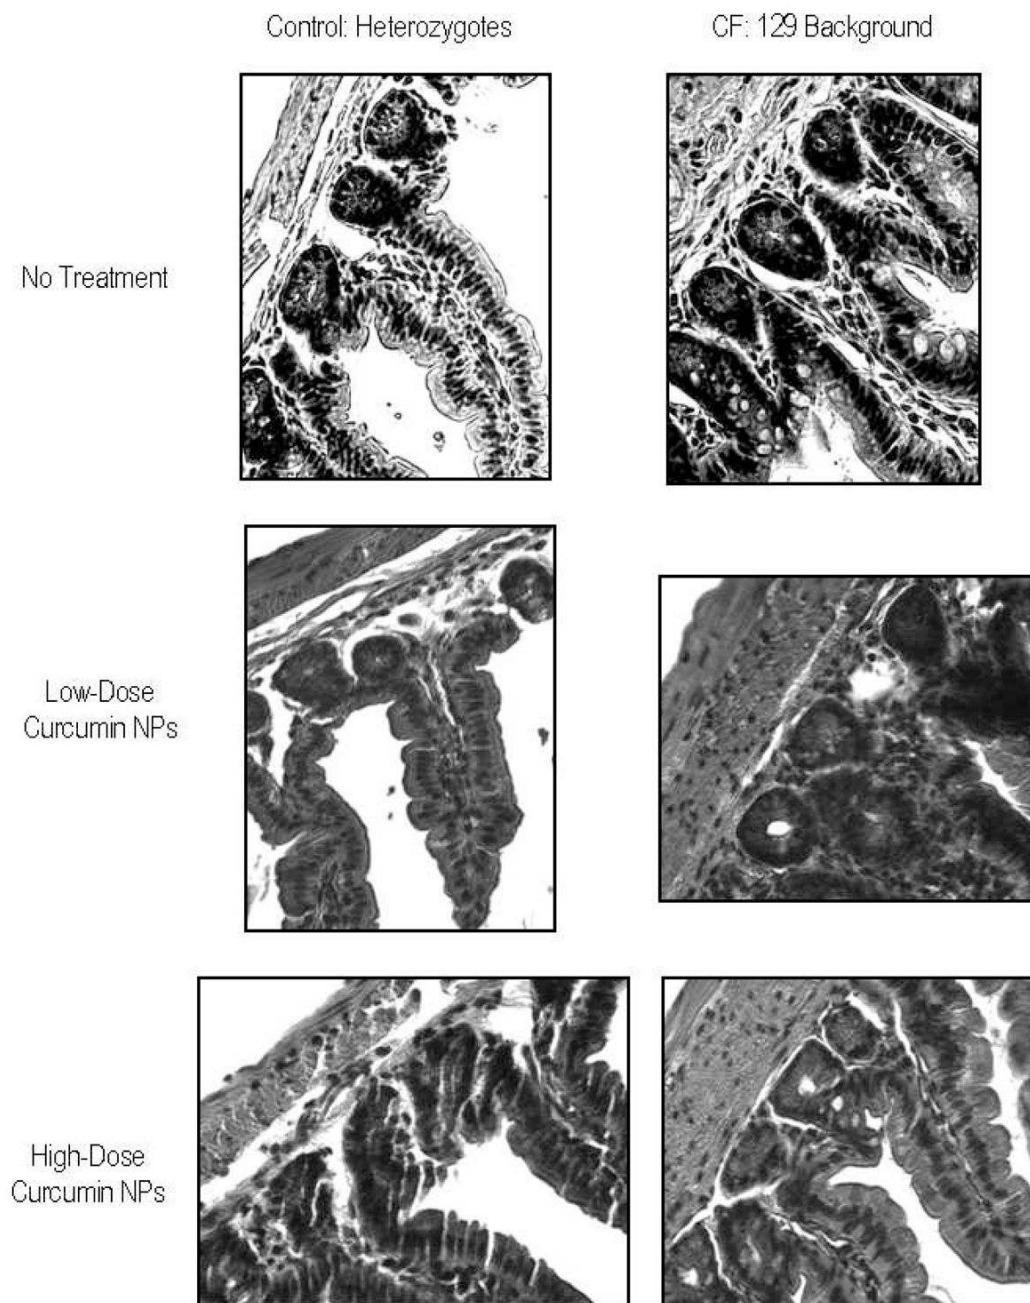 Control: Heterozygotes
CF: 129 Background
No Treatment
Low-Dose
Curcumin NPs
High-Dose
Curcumin NPs